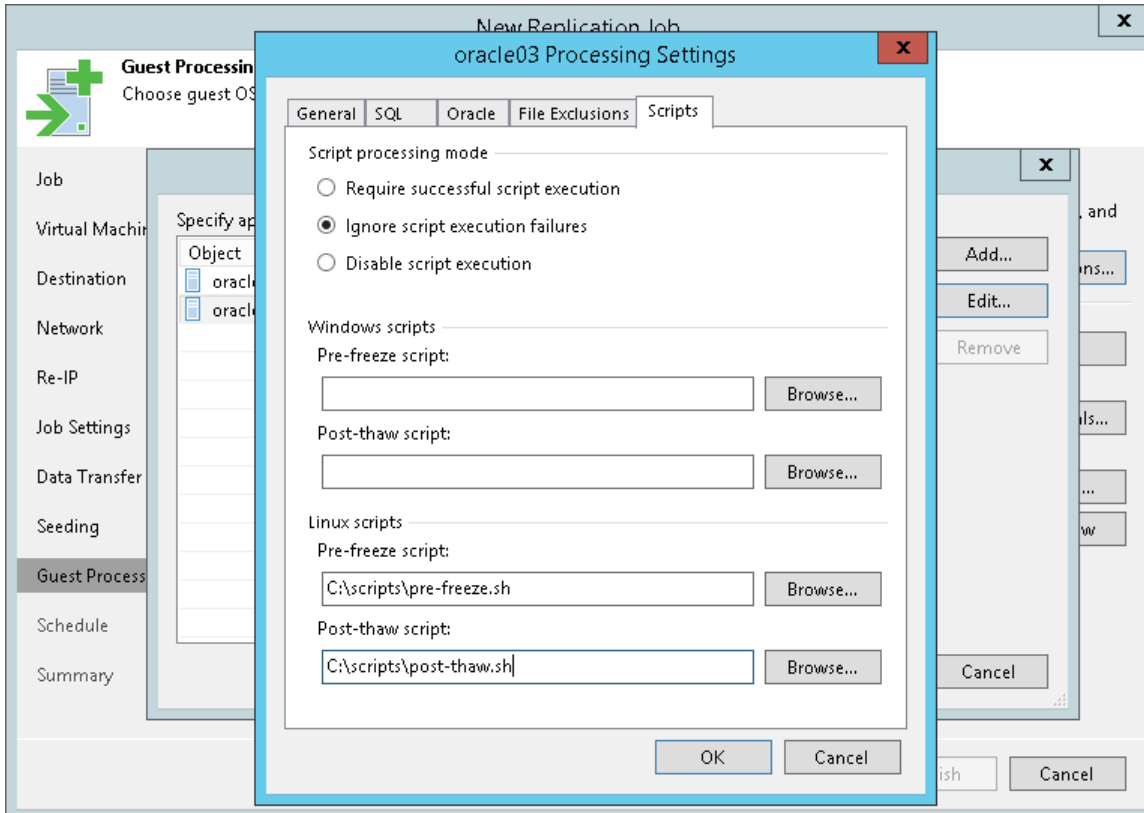 New Replication Job
x
Guest Processin
Choose guest OS
Job
Virtual Machin
Destination
Network
Re-IP
Job Settings
Data Transfer
Seeding
Guest Process
Schedule
Summary
x
Specify ap
Object
oracl
oracl
Add...
Edit...
Remove
Cancel
, and
ns...
ls...
...
w
ish
Cancel
oracle03 Processing Settings
x
General
SQL
Oracle
File Exclusions
Scripts
Script processing mode
Require successful script execution
Ignore script execution failures
Disable script execution
Windows scripts
Pre-freeze script:
Browse...
Post-thaw script:
Browse...
Linux scripts
Pre-freeze script:
C:\scripts\pre-freeze.sh
Browse...
Post-thaw script:
C:\scripts\post-thaw.sh
Browse...
OK
Cancel